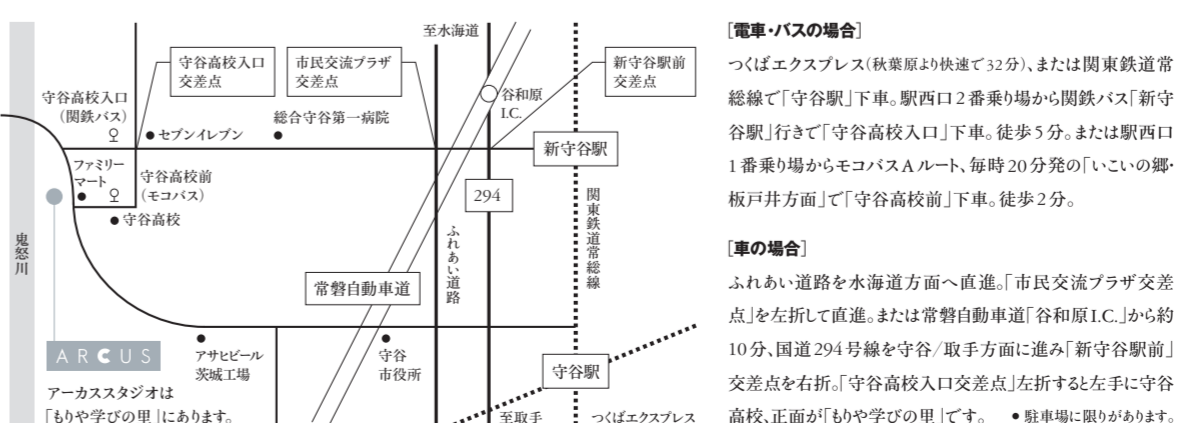 至水海道
守谷高校入口
交差点
市民交流プラザ
交差点
新守谷駅前
交差点
守谷高校入口
(関鉄バス)
セブンイレブン
総合守谷第一病院
谷和原
I.C.
新守谷駅
ファミリー
マート
守谷高校前
(モコバス)
守谷高校
294
鬼怒川
ふれあい道路
関東鉄道常総線
常磐自動車道
ARCUS
アサヒビール
茨城工場
守谷
市役所
守谷駅
アーカススタジオは
「もりや学びの里」にあります。
至取手
つくばエクスプレス
[電車・バスの場合]
つくばエクスプレス(秋葉原より快速で32分)、または関東鉄道常
総線で「守谷駅」下車。駅西口2番乗り場から関鉄バス「新守
谷駅」行きで「守谷高校入口」下車。徒歩5分。または駅西口
1番乗り場からモコバスAルート、毎時20分発の「いこいの郷・
板戸井方面」で「守谷高校前」下車。徒歩2分。
[車の場合]
ふれあい道路を水海道方面へ直進。「市民交流プラザ交差
点」を左折して直進。または常磐自動車道「谷和原I.C.」から約
10分、国道294号線を守谷/取手方面に進み「新守谷駅前」
交差点を右折。「守谷高校入口交差点」左折すると左手に守谷
高校、正面が「もりや学びの里」です。 ●駐車場に限りがあります。